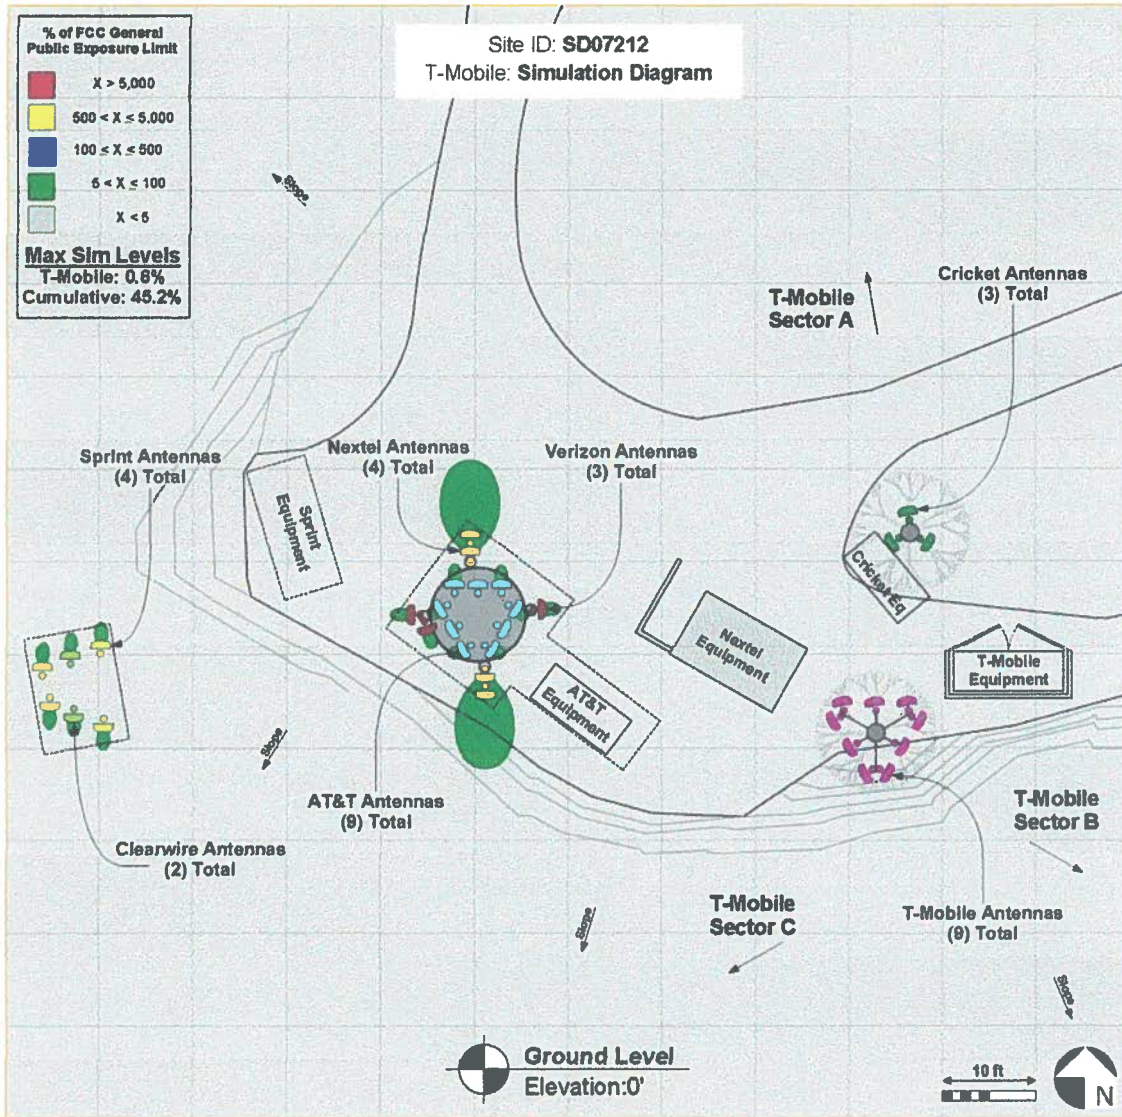 % of FCC General
Public Exposure Limit
X > 5,000
500 < X ≤ 5,000
100 ≤ X ≤ 500
5 < X ≤ 100
X < 5
Max Sim Levels
T-Mobile: 0.6%
Cumulative: 45.2%
Site ID: SD07212
T-Mobile: Simulation Diagram
Slope
T-Mobile
Sector A
Cricket Antennas
(3) Total
Sprint Antennas
(4) Total
Nextel Antennas
(4) Total
Verizon Antennas
(3) Total
Sprint
Equipment
Cricket Eq
Nextel
Equipment
T-Mobile
Equipment
AT&T
Equipment
Slope
AT&T Antennas
(9) Total
Clearwire Antennas
(2) Total
T-Mobile
Sector B
T-Mobile
Sector C
T-Mobile Antennas
(9) Total
Slope
Slope
Ground Level
Elevation:0'
10 ft
N